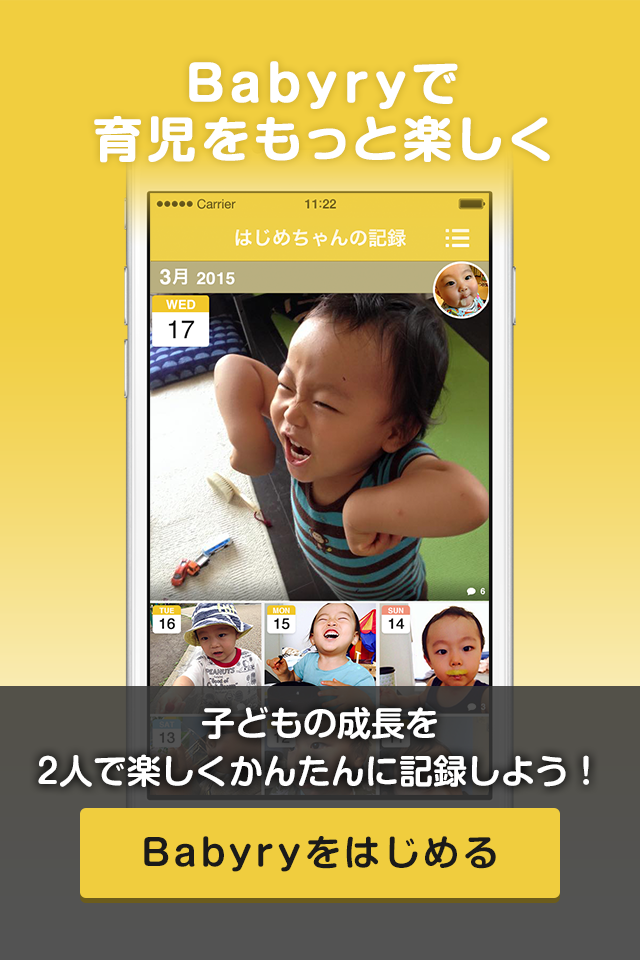 Babyryで
育児をもっと楽しく
Carrier 11:22
はじめちゃんの記録
3月 2015
WED
17
6
TUE
16
MON
15
SUN
14
PEANUTS
子どもの成長を
2人で楽しくかんたんに記録しよう！
Babyryをはじめる